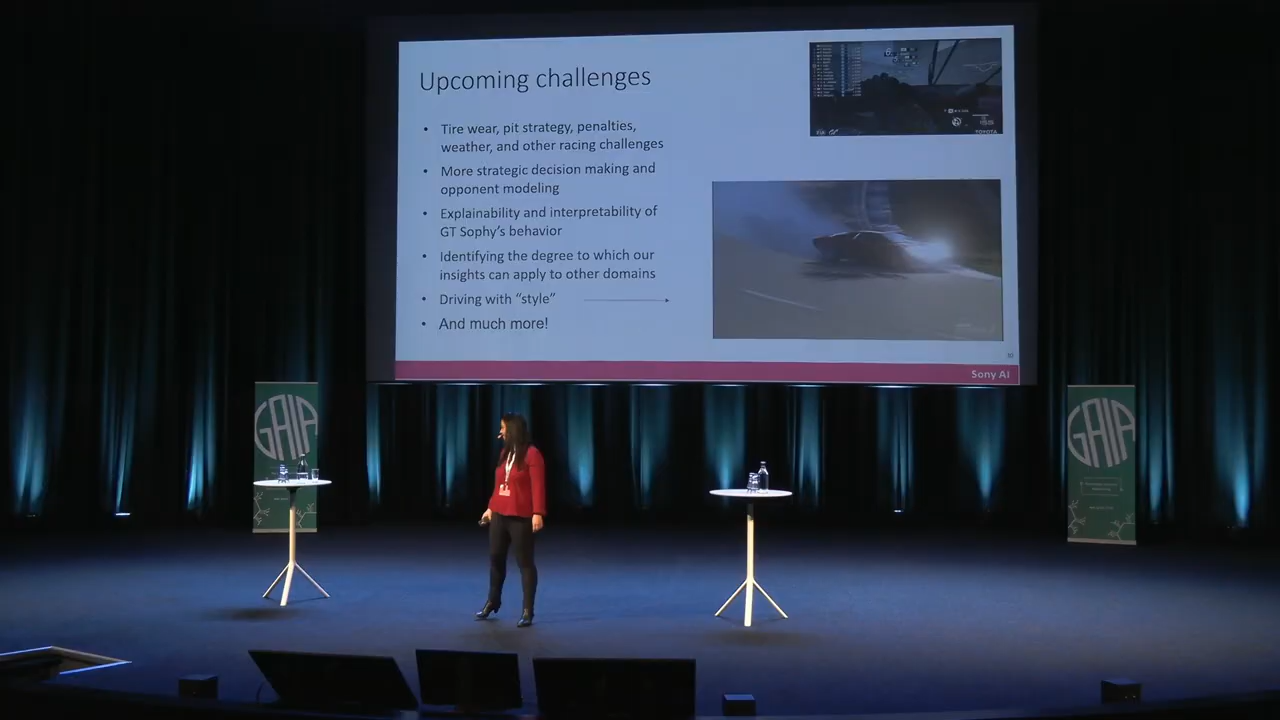 Upcoming challenges
• Tire wear, pit strategy, penalties,
weather, and other racing challenges
• More strategic decision making and
opponent modeling
• Explainability and interpretability of
GT Sophy's behavior
• Identifying the degree to which our
insights can apply to other domains
• Driving with "style"
• And much more!
TOYOTA
Sony AI
GAIA
GAIA